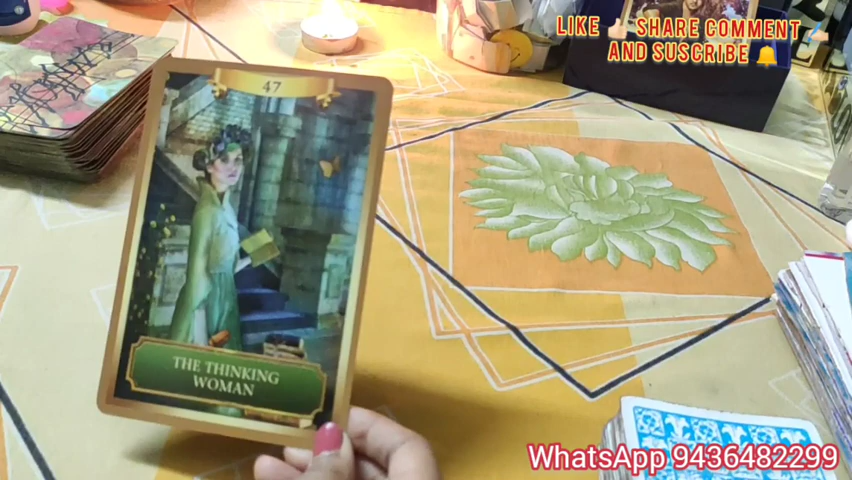 LIKE 👍🏻 SHARE COMMENT ✍🏻
AND SUSCRIBE 🔔
47
THE THINKING
WOMAN
WhatsApp 9436482299